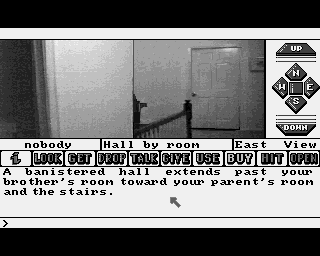 UP
N
W E
S
DOWN
nobody Hall by room East View
i LOOK GET DROP TALK GIVE USE BUY HIT OPEN
A banistered hall extends past your
brother's room toward your parent's room
and the stairs.
>